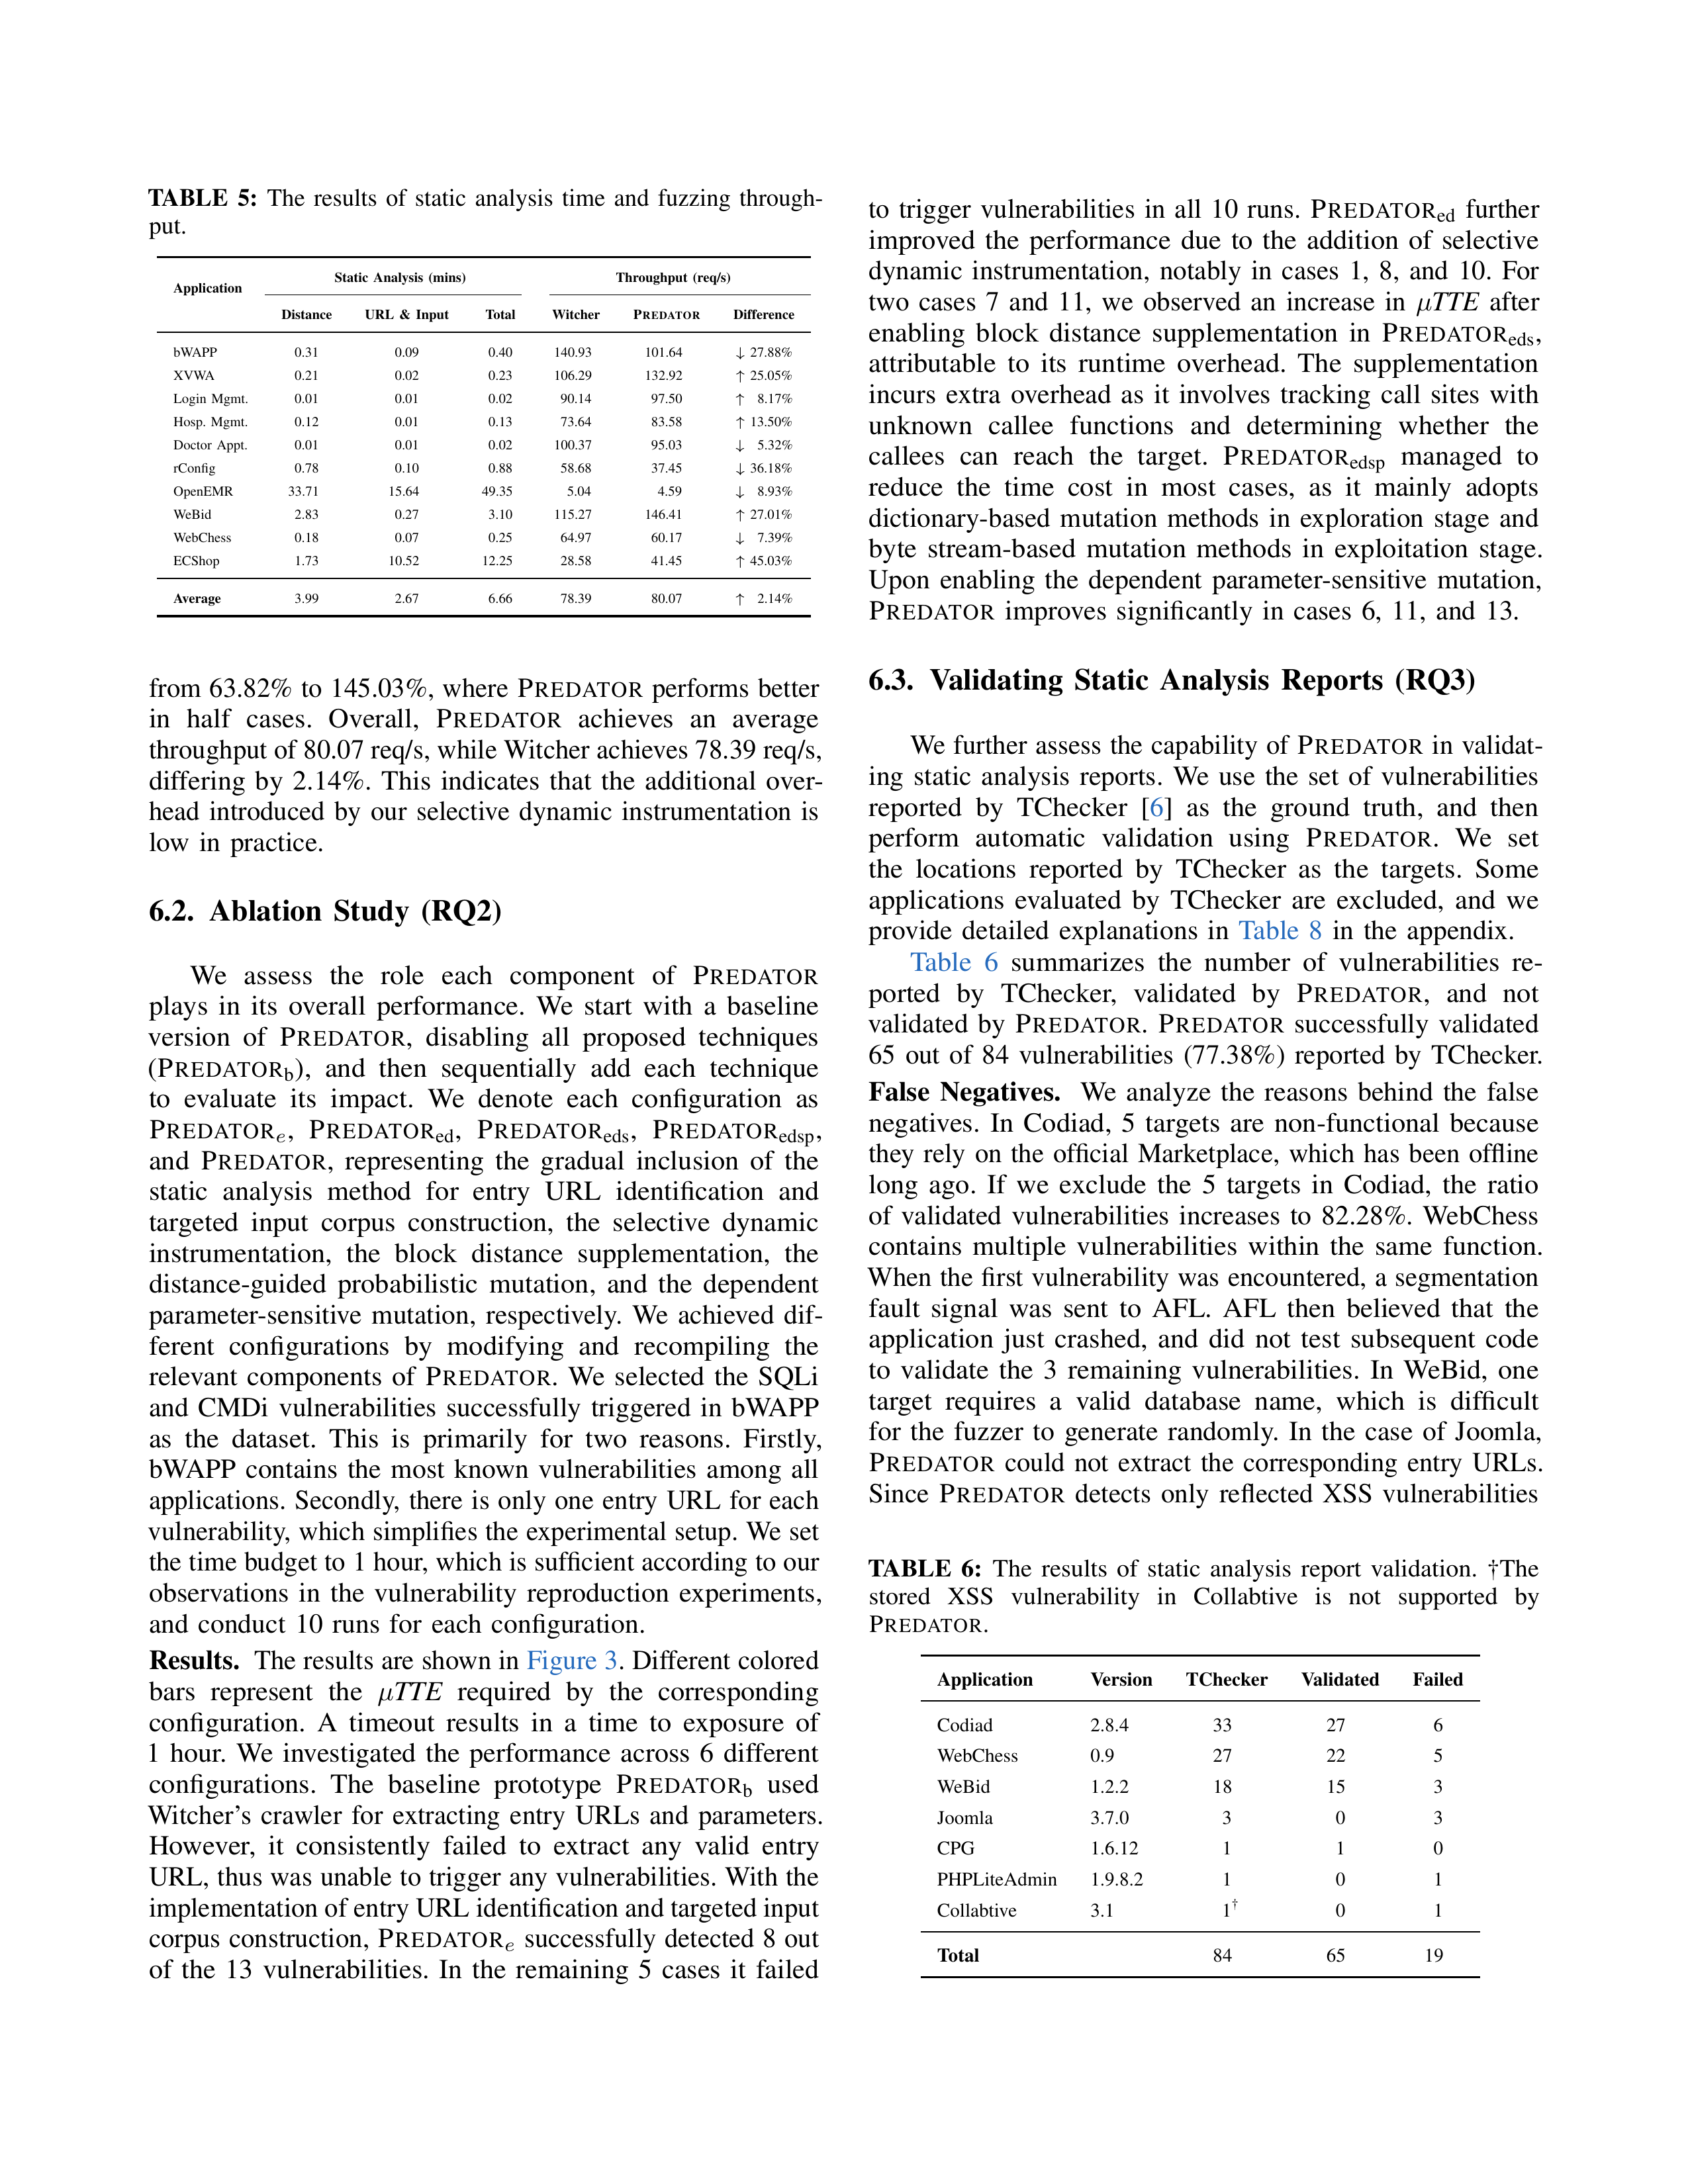 TABLE 5: The results of static analysis time and fuzzing through-
put.
Application Static Analysis (mins) Throughput (req/s)
Distance URL & Input Total Witcher PREDATOR Difference
bWAPP 0.31 0.09 0.40 140.93 101.64 ↓ 27.88%
XVWA 0.21 0.02 0.23 106.29 132.92 ↑ 25.05%
Login Mgmt. 0.01 0.01 0.02 90.14 97.50 ↑ 8.17%
Hosp. Mgmt. 0.12 0.01 0.13 73.64 83.58 ↑ 13.50%
Doctor Appt. 0.01 0.01 0.02 100.37 95.03 ↓ 5.32%
rConfig 0.78 0.10 0.88 58.68 37.45 ↓ 36.18%
OpenEMR 33.71 15.64 49.35 5.04 4.59 ↓ 8.93%
WeBid 2.83 0.27 3.10 115.27 146.41 ↑ 27.01%
WebChess 0.18 0.07 0.25 64.97 60.17 ↓ 7.39%
ECShop 1.73 10.52 12.25 28.58 41.45 ↑ 45.03%
Average 3.99 2.67 6.66 78.39 80.07 ↑ 2.14%
from 63.82% to 145.03%, where PREDATOR performs better
in half cases. Overall, PREDATOR achieves an average
throughput of 80.07 req/s, while Witcher achieves 78.39 req/s,
differing by 2.14%. This indicates that the additional over-
head introduced by our selective dynamic instrumentation is
low in practice.
6.2. Ablation Study (RQ2)
We assess the role each component of PREDATOR
plays in its overall performance. We start with a baseline
version of PREDATOR, disabling all proposed techniques
(PREDATORb), and then sequentially add each technique
to evaluate its impact. We denote each configuration as
PREDATORe, PREDATORed, PREDATOReds, PREDATORedsp,
and PREDATOR, representing the gradual inclusion of the
static analysis method for entry URL identification and
targeted input corpus construction, the selective dynamic
instrumentation, the block distance supplementation, the
distance-guided probabilistic mutation, and the dependent
parameter-sensitive mutation, respectively. We achieved dif-
ferent configurations by modifying and recompiling the
relevant components of PREDATOR. We selected the SQLi
and CMDi vulnerabilities successfully triggered in bWAPP
as the dataset. This is primarily for two reasons. Firstly,
bWAPP contains the most known vulnerabilities among all
applications. Secondly, there is only one entry URL for each
vulnerability, which simplifies the experimental setup. We set
the time budget to 1 hour, which is sufficient according to our
observations in the vulnerability reproduction experiments,
and conduct 10 runs for each configuration.
Results. The results are shown in Figure 3. Different colored
bars represent the μTTE required by the corresponding
configuration. A timeout results in a time to exposure of
1 hour. We investigated the performance across 6 different
configurations. The baseline prototype PREDATORb used
Witcher's crawler for extracting entry URLs and parameters.
However, it consistently failed to extract any valid entry
URL, thus was unable to trigger any vulnerabilities. With the
implementation of entry URL identification and targeted input
corpus construction, PREDATORe successfully detected 8 out
of the 13 vulnerabilities. In the remaining 5 cases it failed
to trigger vulnerabilities in all 10 runs. PREDATORed further
improved the performance due to the addition of selective
dynamic instrumentation, notably in cases 1, 8, and 10. For
two cases 7 and 11, we observed an increase in μTTE after
enabling block distance supplementation in PREDATOReds,
attributable to its runtime overhead. The supplementation
incurs extra overhead as it involves tracking call sites with
unknown callee functions and determining whether the
callees can reach the target. PREDATORedsp managed to
reduce the time cost in most cases, as it mainly adopts
dictionary-based mutation methods in exploration stage and
byte stream-based mutation methods in exploitation stage.
Upon enabling the dependent parameter-sensitive mutation,
PREDATOR improves significantly in cases 6, 11, and 13.
6.3. Validating Static Analysis Reports (RQ3)
We further assess the capability of PREDATOR in validat-
ing static analysis reports. We use the set of vulnerabilities
reported by TChecker [6] as the ground truth, and then
perform automatic validation using PREDATOR. We set
the locations reported by TChecker as the targets. Some
applications evaluated by TChecker are excluded, and we
provide detailed explanations in Table 8 in the appendix.
Table 6 summarizes the number of vulnerabilities re-
ported by TChecker, validated by PREDATOR, and not
validated by PREDATOR. PREDATOR successfully validated
65 out of 84 vulnerabilities (77.38%) reported by TChecker.
False Negatives. We analyze the reasons behind the false
negatives. In Codiad, 5 targets are non-functional because
they rely on the official Marketplace, which has been offline
long ago. If we exclude the 5 targets in Codiad, the ratio
of validated vulnerabilities increases to 82.28%. WebChess
contains multiple vulnerabilities within the same function.
When the first vulnerability was encountered, a segmentation
fault signal was sent to AFL. AFL then believed that the
application just crashed, and did not test subsequent code
to validate the 3 remaining vulnerabilities. In WeBid, one
target requires a valid database name, which is difficult
for the fuzzer to generate randomly. In the case of Joomla,
PREDATOR could not extract the corresponding entry URLs.
Since PREDATOR detects only reflected XSS vulnerabilities
TABLE 6: The results of static analysis report validation. †The
stored XSS vulnerability in Collabtive is not supported by
PREDATOR.
Application Version TChecker Validated Failed
Codiad 2.8.4 33 27 6
WebChess 0.9 27 22 5
WeBid 1.2.2 18 15 3
Joomla 3.7.0 3 0 3
CPG 1.6.12 1 1 0
PHPLiteAdmin 1.9.8.2 1 0 1
Collabtive 3.1 1† 0 1
Total 84 65 19